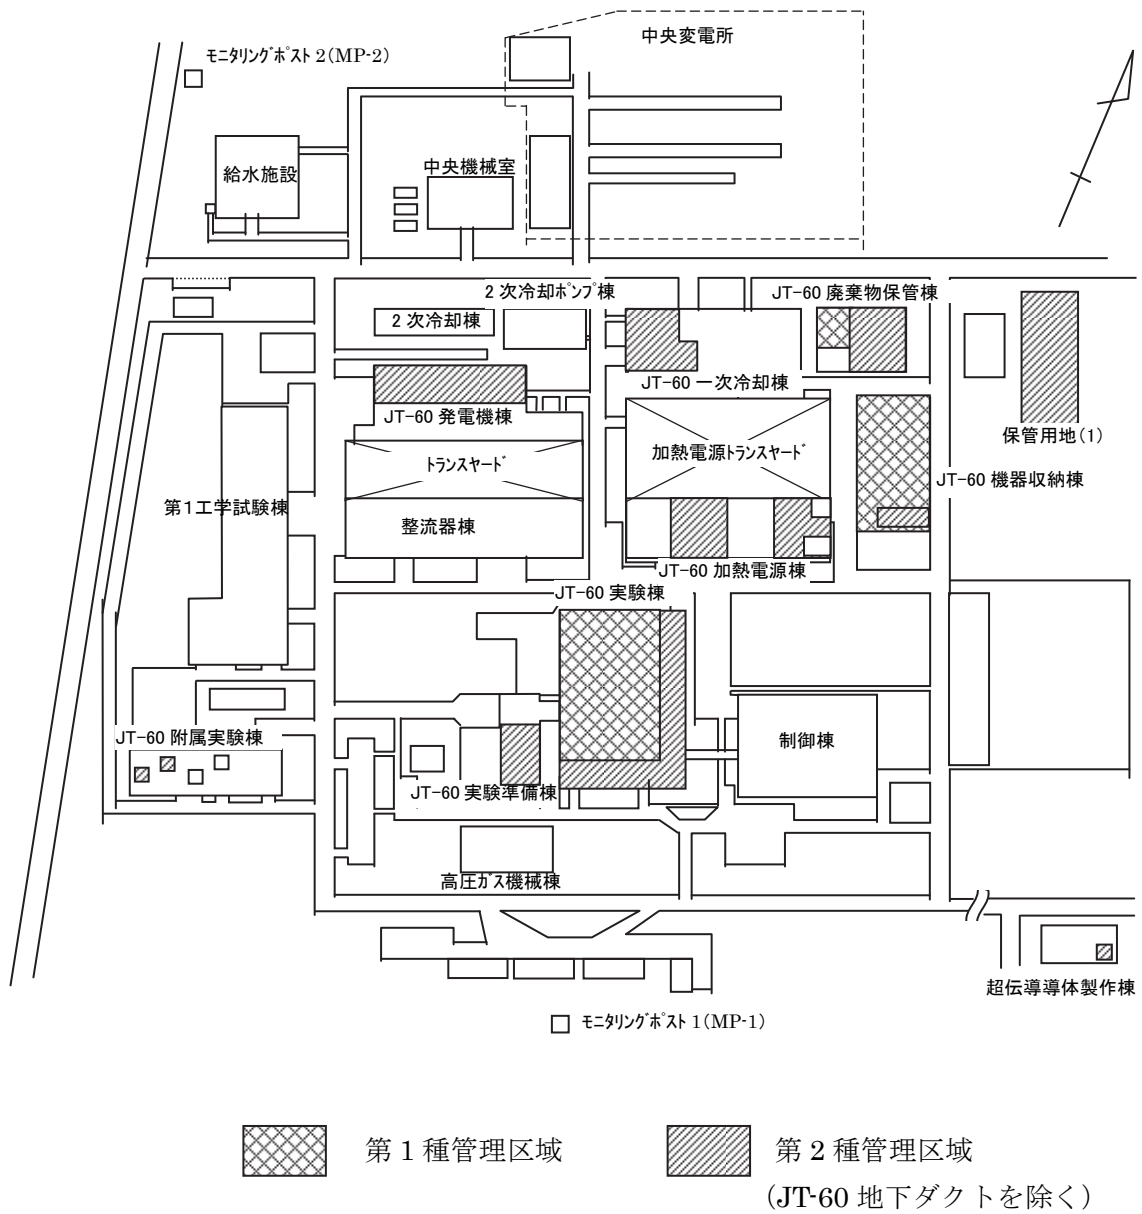 中央変電所
ﾓﾆﾀﾘﾝｸﾞﾎﾟｽﾄ 2(MP-2)
給水施設
中央機械室
2 次冷却ﾎﾟﾝﾌﾟ棟
JT-60 廃棄物保管棟
2 次冷却棟
JT-60 一次冷却棟
JT-60 発電機棟
保管用地(1)
トランスヤード
加熱電源トランスヤード
JT-60 機器収納棟
第1工学試験棟
整流器棟
JT-60 加熱電源棟
JT-60 実験棟
JT-60 附属実験棟
制御棟
JT-60 実験準備棟
高圧ガス機械棟
超伝導導体製作棟
ﾓﾆﾀﾘﾝｸﾞﾎﾟｽﾄ 1(MP-1)
第 1 種管理区域
第 2 種管理区域
(JT-60 地下ダクトを除く)